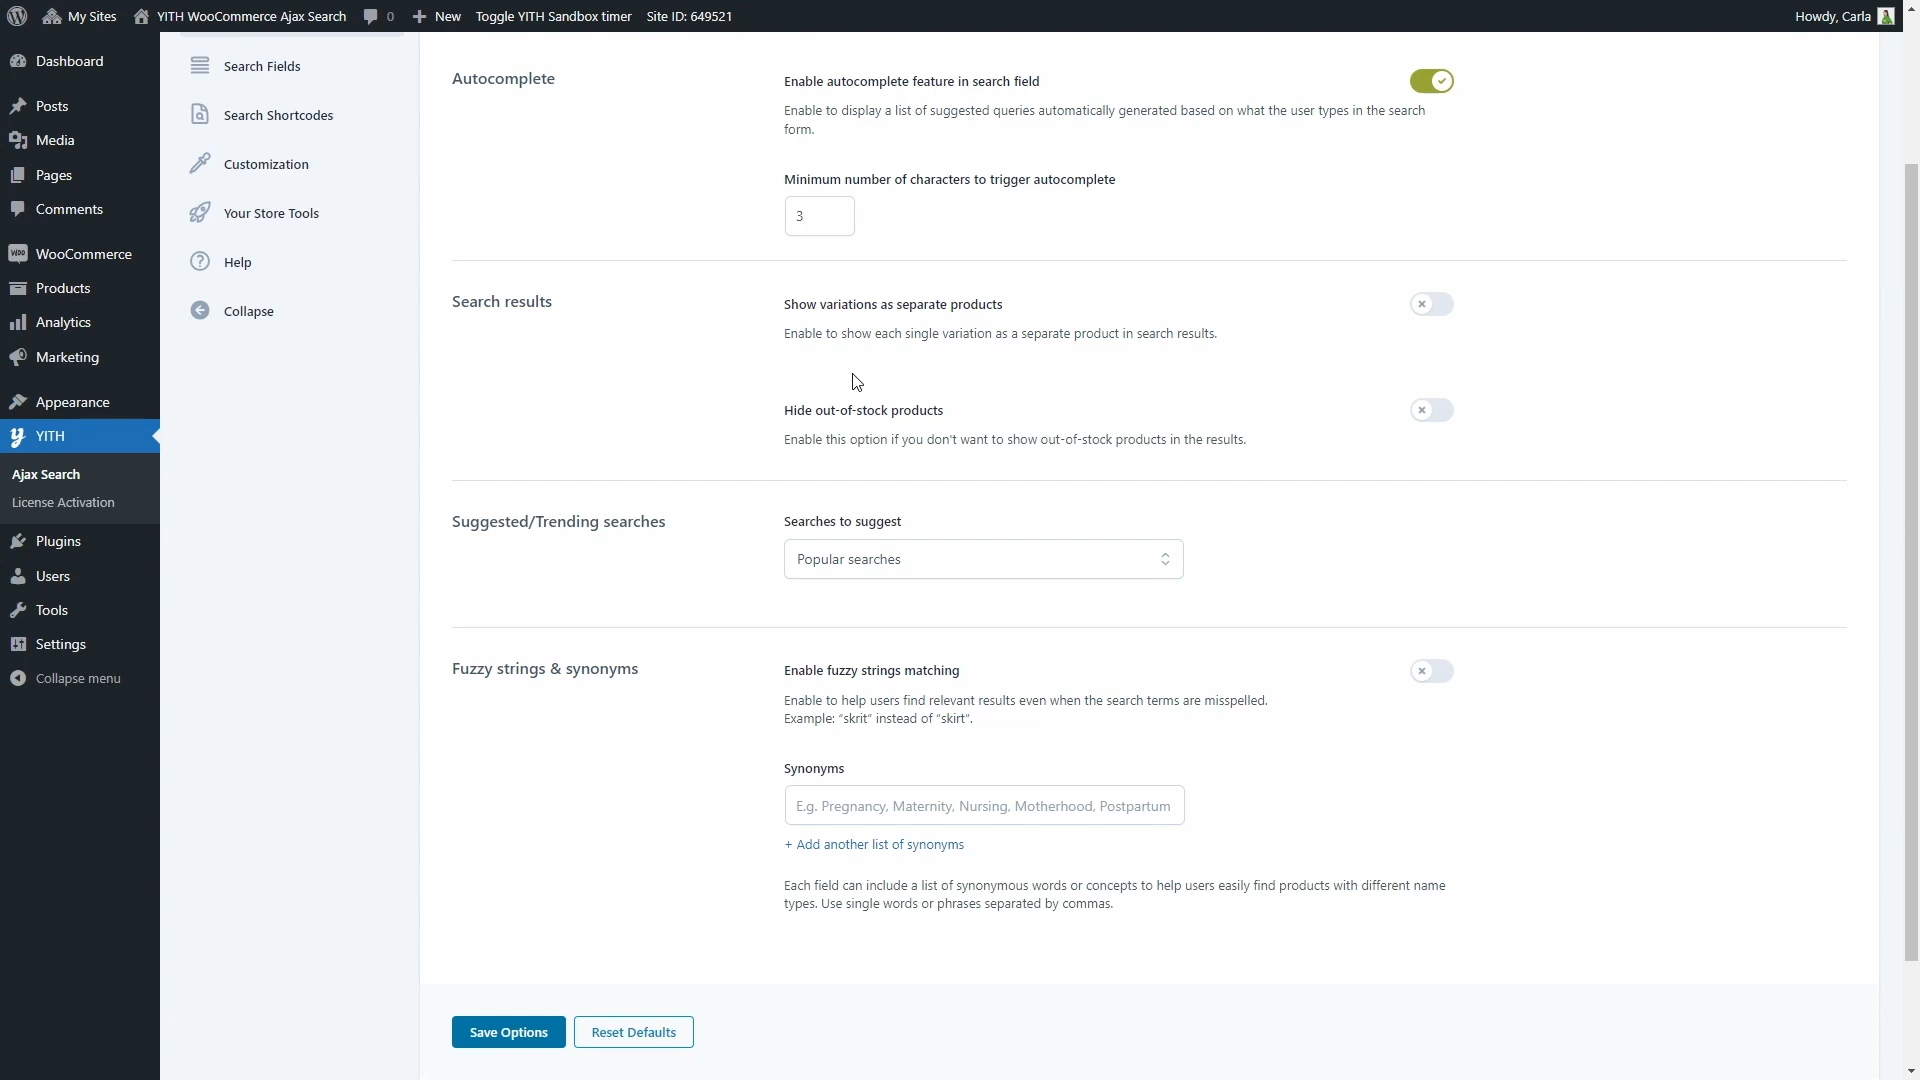 My Sites
YITH WooCommerce Ajax Search
0
New
Toggle YITH Sandbox timer
Site ID: 649521
Howdy, Carla
Dashboard
Posts
Media
Pages
Comments
WOO
WooCommerce
Products
Analytics
Marketing
Appearance
YITH
Ajax Search
License Activation
Plugins
Users
Tools
Settings
Collapse menu
Search Fields
Search Shortcodes
Customization
Your Store Tools
Help
Collapse
Autocomplete
Enable autocomplete feature in search field
Enable to display a list of suggested queries automatically generated based on what the user types in the search
form.
Minimum number of characters to trigger autocomplete
3
Search results
Show variations as separate products
Enable to show each single variation as a separate product in search results.
Hide out-of-stock products
Enable this option if you don't want to show out-of-stock products in the results.
Suggested/Trending searches
Searches to suggest
Popular searches
Fuzzy strings & synonyms
Enable fuzzy strings matching
Enable to help users find relevant results even when the search terms are misspelled.
Example: “skrit” instead of “skirt”.
Synonyms
E.g. Pregnancy, Maternity, Nursing, Motherhood, Postpartum
+ Add another list of synonyms
Each field can include a list of synonymous words or concepts to help users easily find products with different name
types. Use single words or phrases separated by commas.
Save Options
Reset Defaults